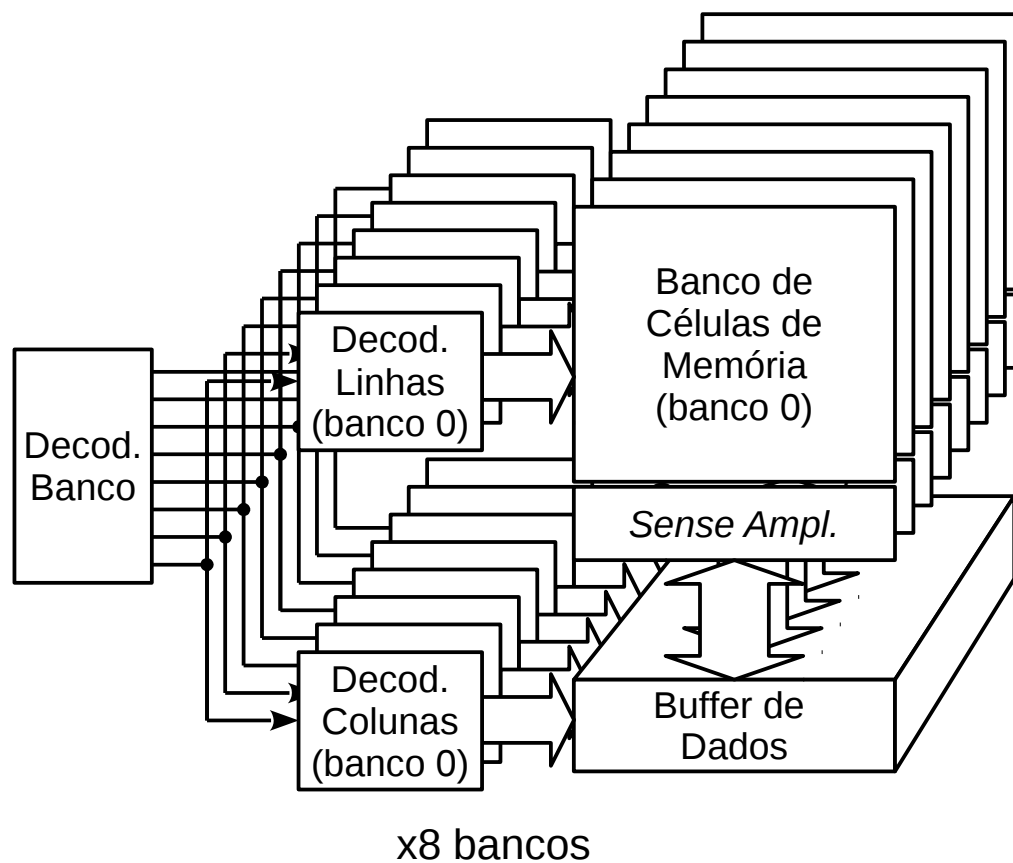 Banco de
Células de
Memória
(banco 0)
Decod.
Linhas
(banco 0)
Decod.
Banco
Sense Ampl.
Decod.
Colunas
(banco 0)
Buffer de
Dados
x8 bancos